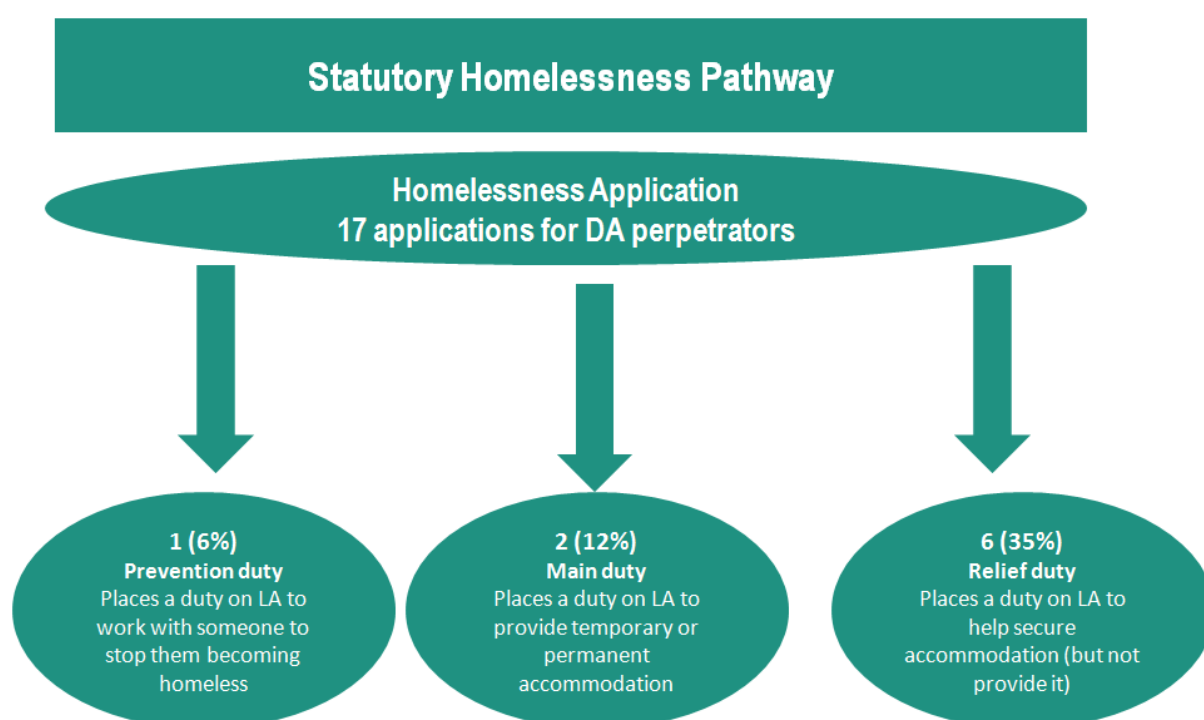 Statutory Homelessness Pathway
Homelessness Application
17 applications for DA perpetrators
1 (6%)
Prevention duty
Places a duty on LA to
work with someone to
stop them becoming
homeless
2 (12%)
Main duty
Places a duty on LA to
provide temporary or
permanent
accommodation
6 (35%)
Relief duty
Places a duty on LA to
help secure
accommodation (but not
provide it)